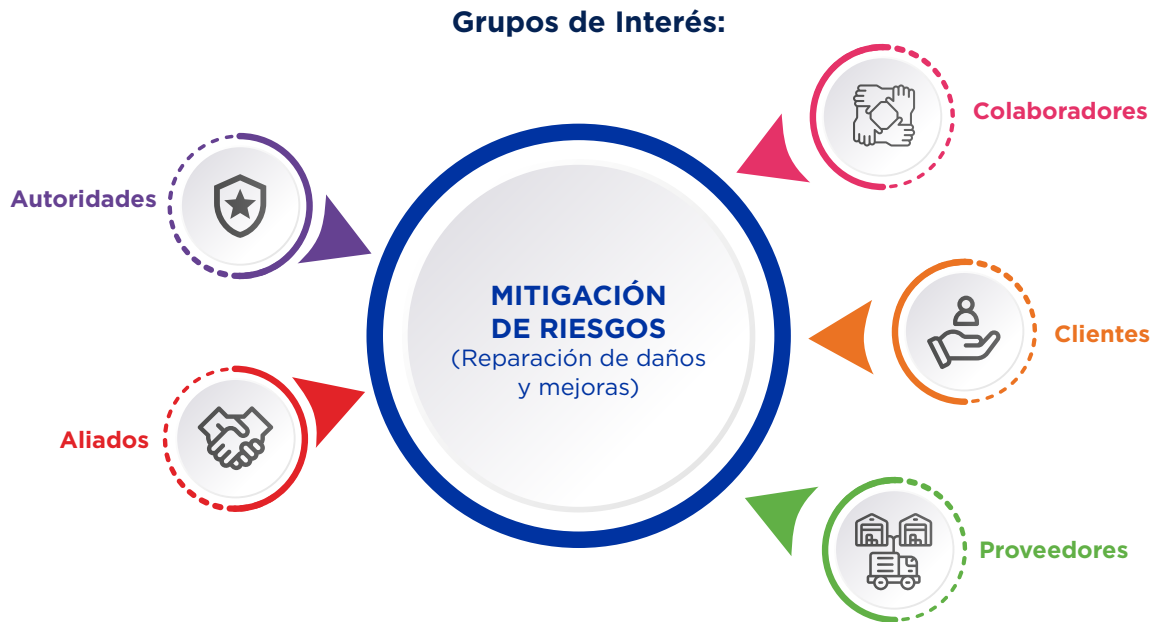 Grupos de Interés:
Colaboradores
Autoridades
MITIGACIÓN
DE RIESGOS
(Reparación de daños
y mejoras)
Clientes
Aliados
Proveedores